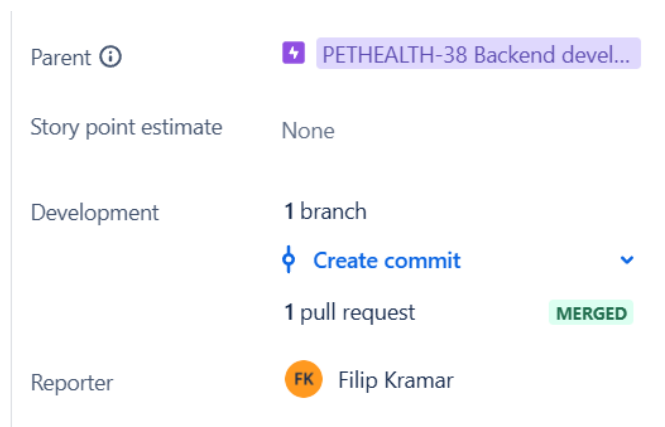 Parent
PETHEALTH-38 Backend devel...
Story point estimate
None
Development
1 branch
Create commit
1 pull request
MERGED
Reporter
FK
Filip Kramar